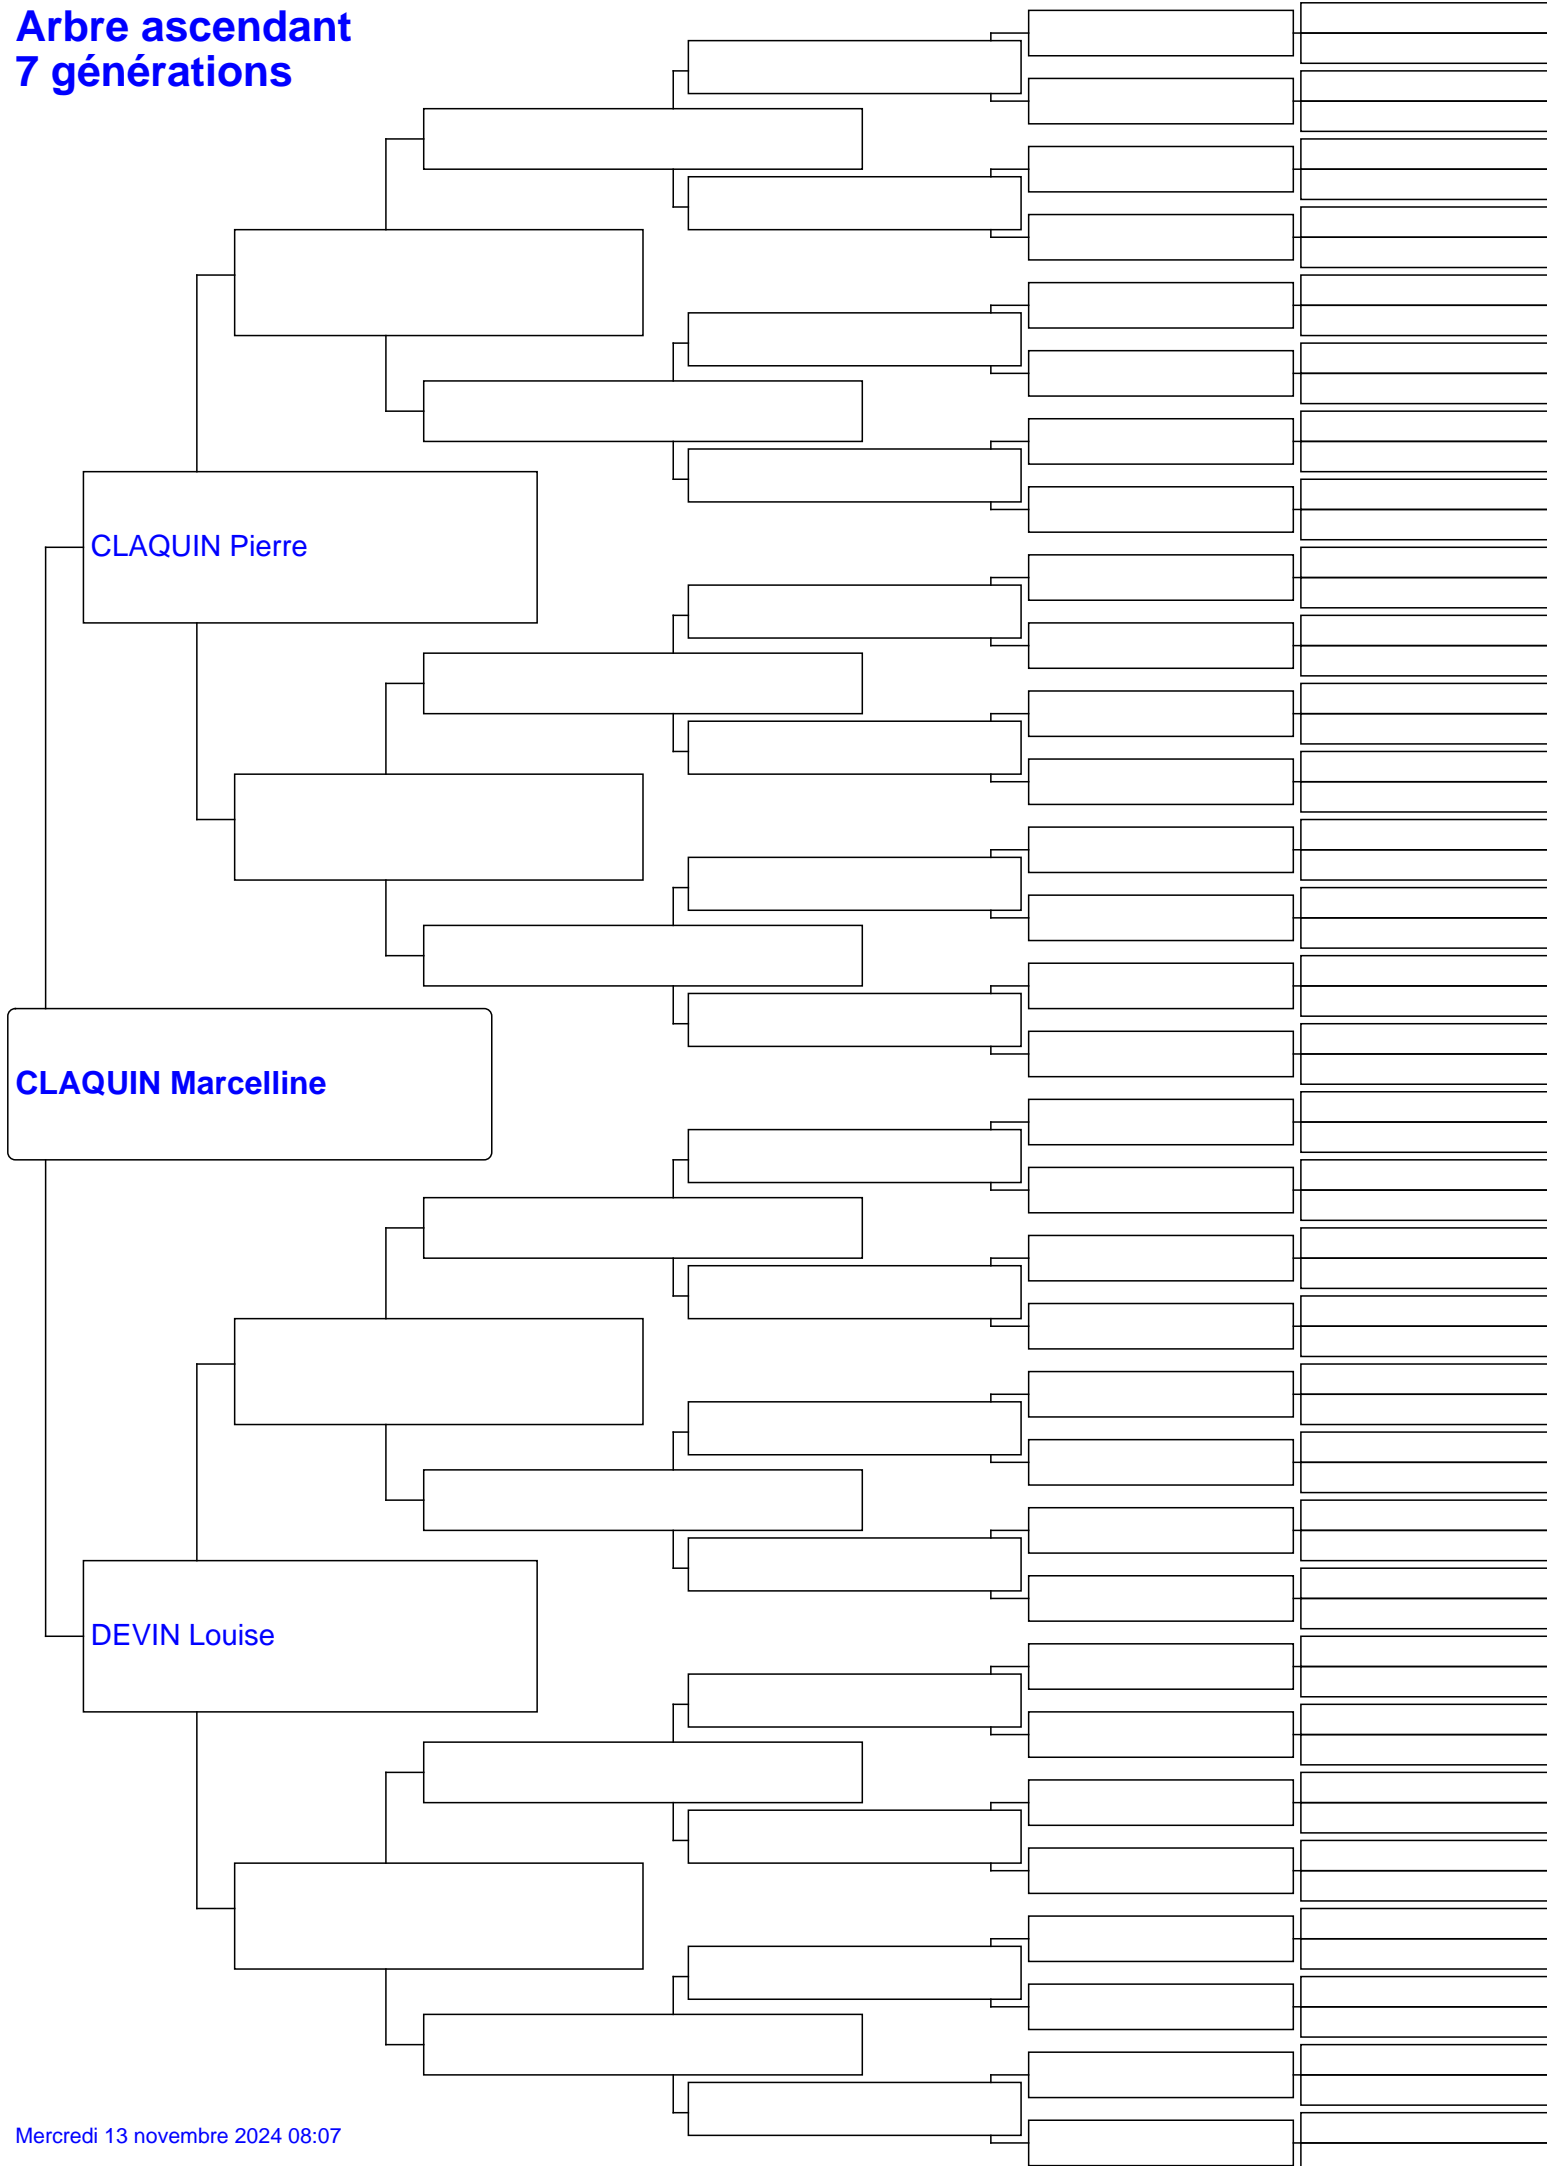 Arbre ascendant
7 générations
CLAQUIN Pierre
CLAQUIN Marcelline
DEVIN Louise
Mercredi 13 novembre 2024 08:07